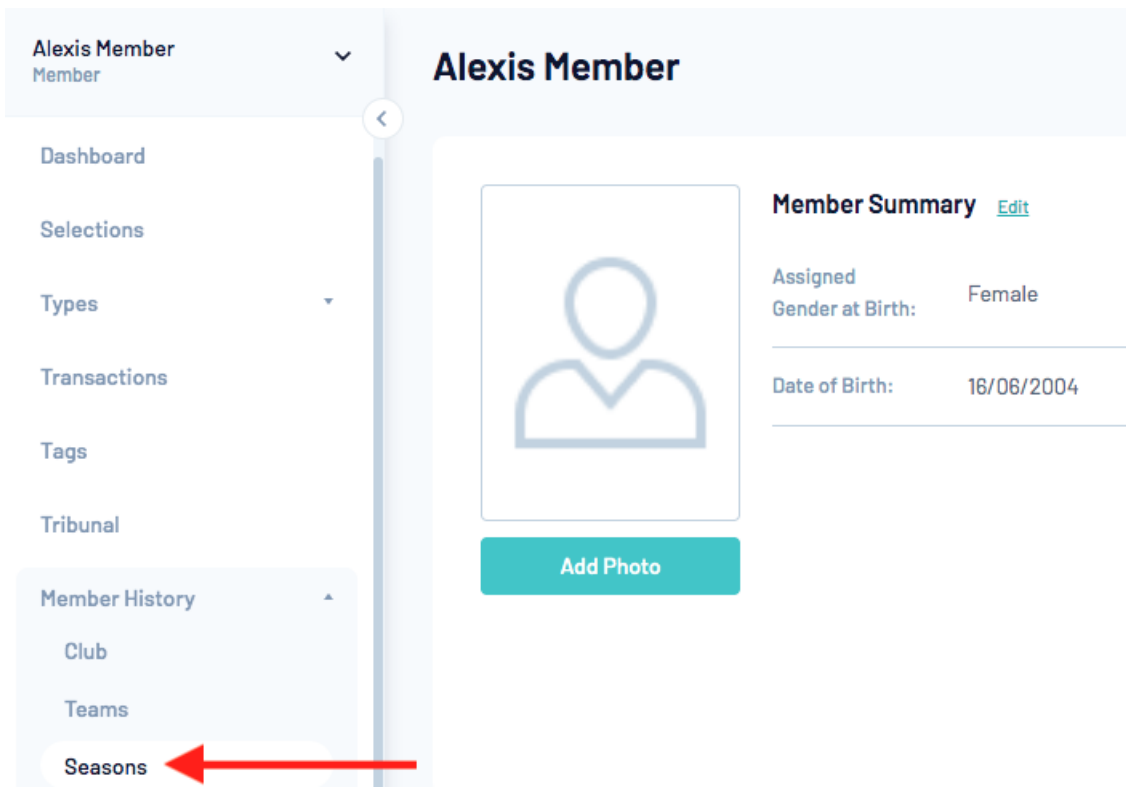 Alexis Member
Member
Dashboard
Selections
Types
Transactions
Tags
Tribunal
Member History
Club
Teams
Seasons
Alexis Member
Member Summary Edit
Assigned
Gender at Birth: Female
Date of Birth: 16/06/2004
Add Photo